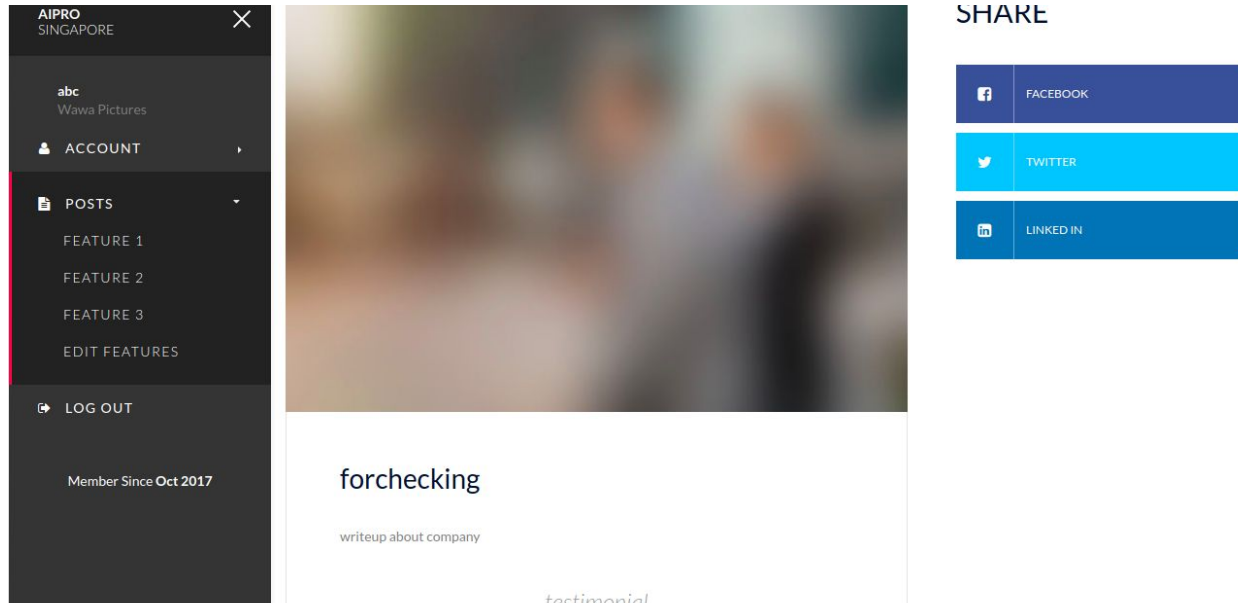 AIPRO
SINGAPORE
abc
Wawa Pictures
ACCOUNT
POSTS
FEATURE 1
FEATURE 2
FEATURE 3
EDIT FEATURES
LOG OUT
Member Since Oct 2017
forchecking
writeup about company
testimonial
SHARE
FACEBOOK
TWITTER
LINKED IN